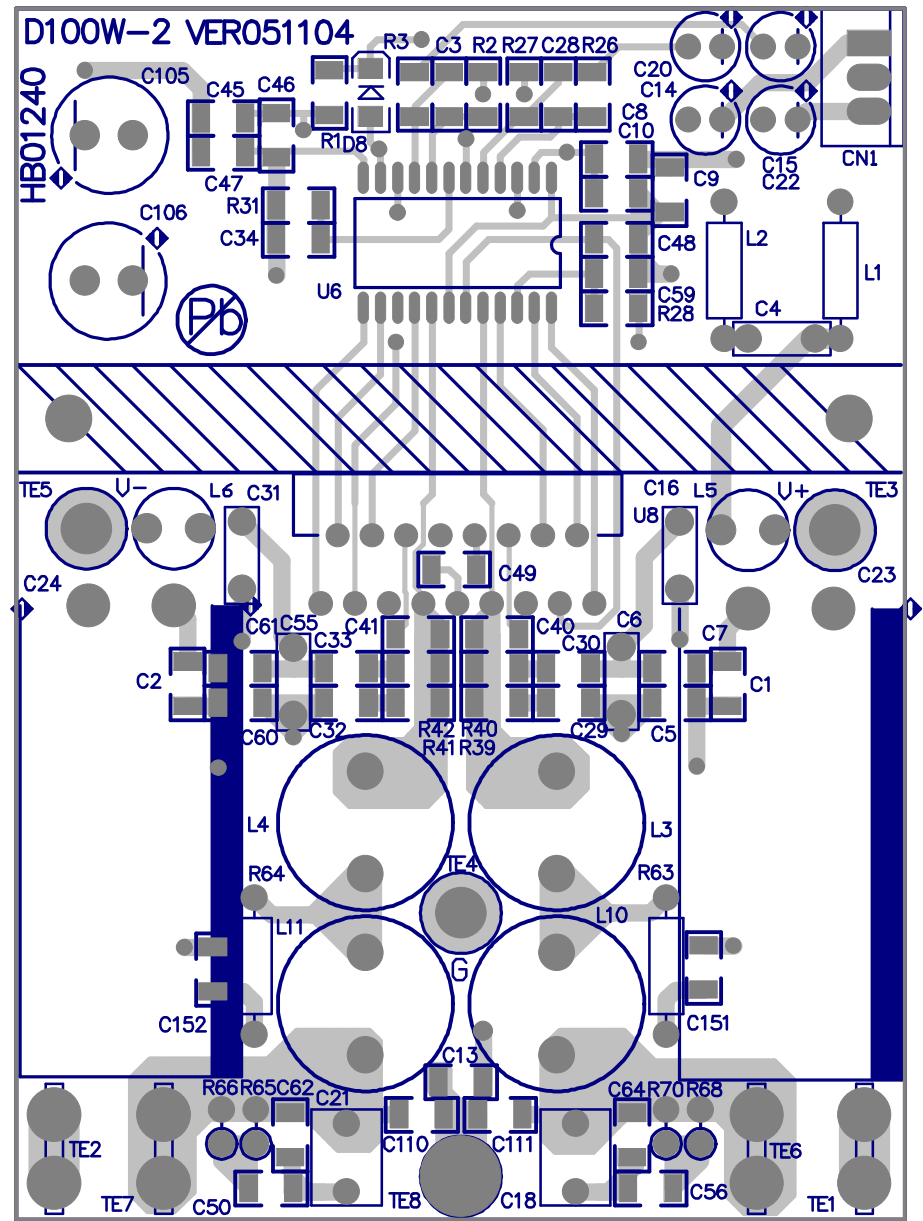 D100W-2 VER051104
HB01240
R3
C3
R2
R27
C28
R26
C105
C45
C46
C20
C14
C8
C10
R1
D8
C47
C9
C15
C22
CN1
R31
C34
C106
C48
L2
L1
U6
C59
R28
C4
Pb
TE5
V-
L6
C31
C16
L5
V+
TE3
U8
C24
C49
C23
C61
C55
C33
C41
C40
C30
C6
C7
C2
C1
C60
C32
R42
R40
C29
C5
R41
R39
L4
L3
TE4
R64
R63
L11
L10
G
C152
C151
C13
R66
R65
C62
C21
C64
R70
R68
TE2
C110
C111
TE6
TE7
C50
TE8
C18
C56
TE1